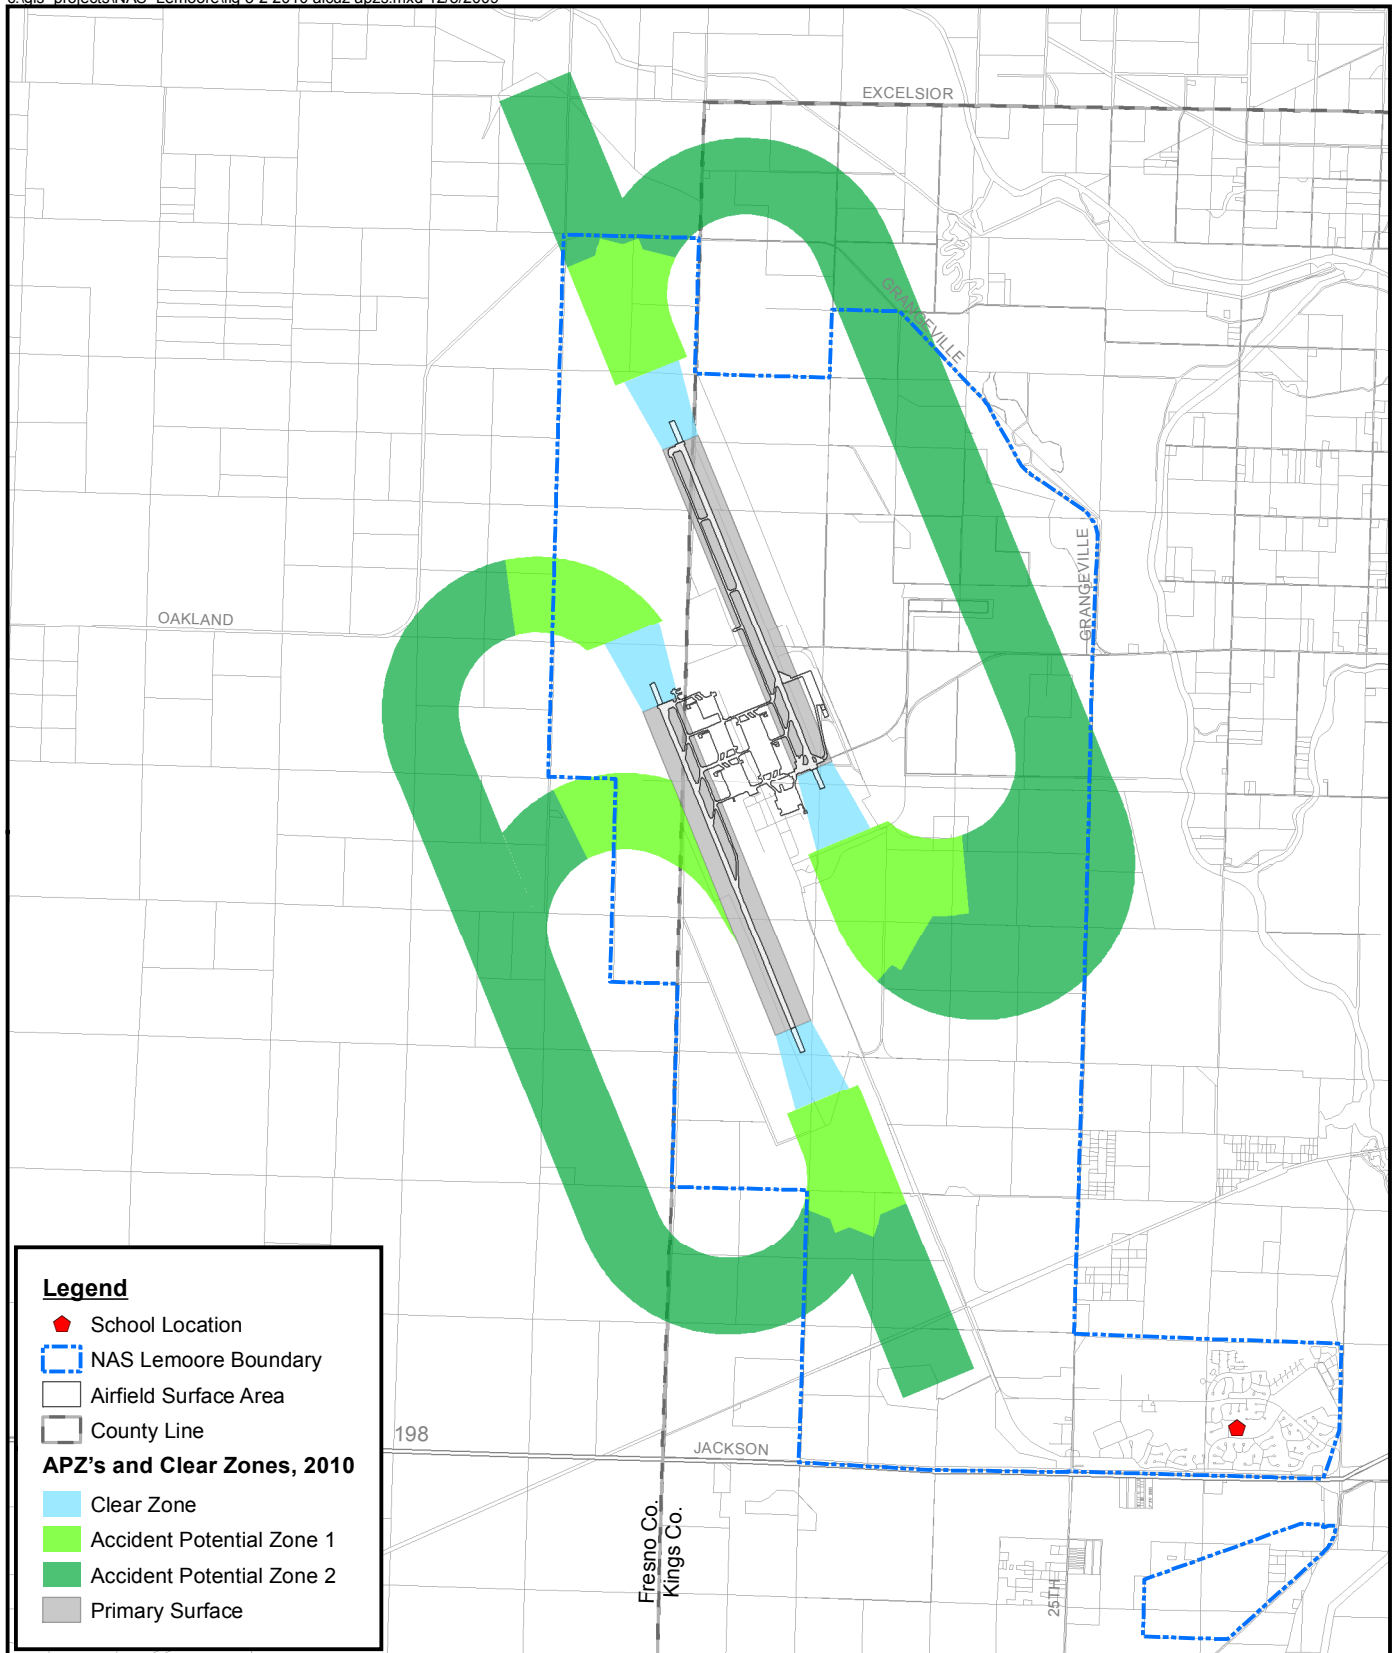 EXCELSIOR
GRANGEVILLE
GRANGEVILLE
OAKLAND
Legend
School Location
NAS Lemoore Boundary
Airfield Surface Area
County Line
APZ's and Clear Zones, 2010
Clear Zone
Accident Potential Zone 1
Accident Potential Zone 2
Primary Surface
198
JACKSON
Fresno Co.
Kings Co.
25TH